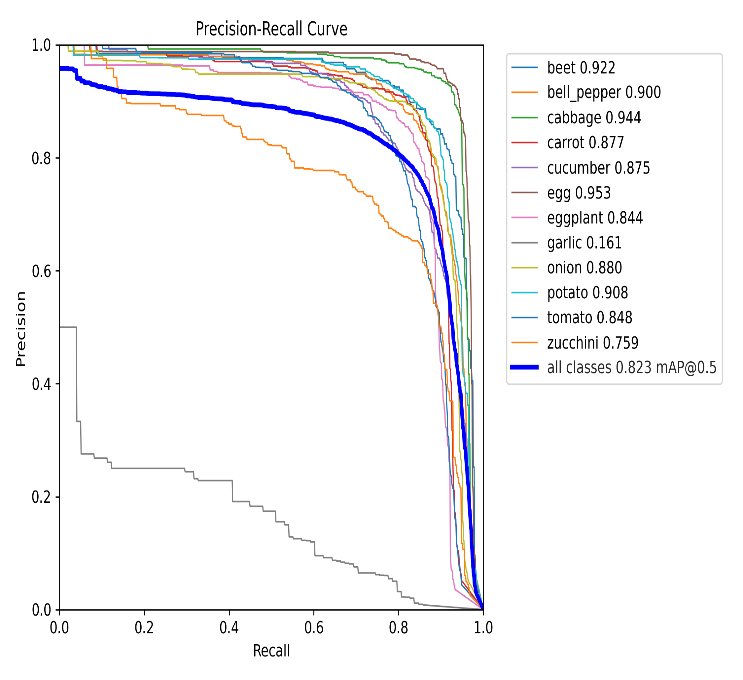 Precision-Recall Curve
1.0
0.8
0.6
0.4
0.2
0.0
Precision
0.0 0.2 0.4 0.6 0.8 1.0
Recall
beet 0.922
bell_pepper 0.900
cabbage 0.944
carrot 0.877
cucumber 0.875
egg 0.953
eggplant 0.844
garlic 0.161
onion 0.880
potato 0.908
tomato 0.848
zucchini 0.759
all classes 0.823 mAP@0.5